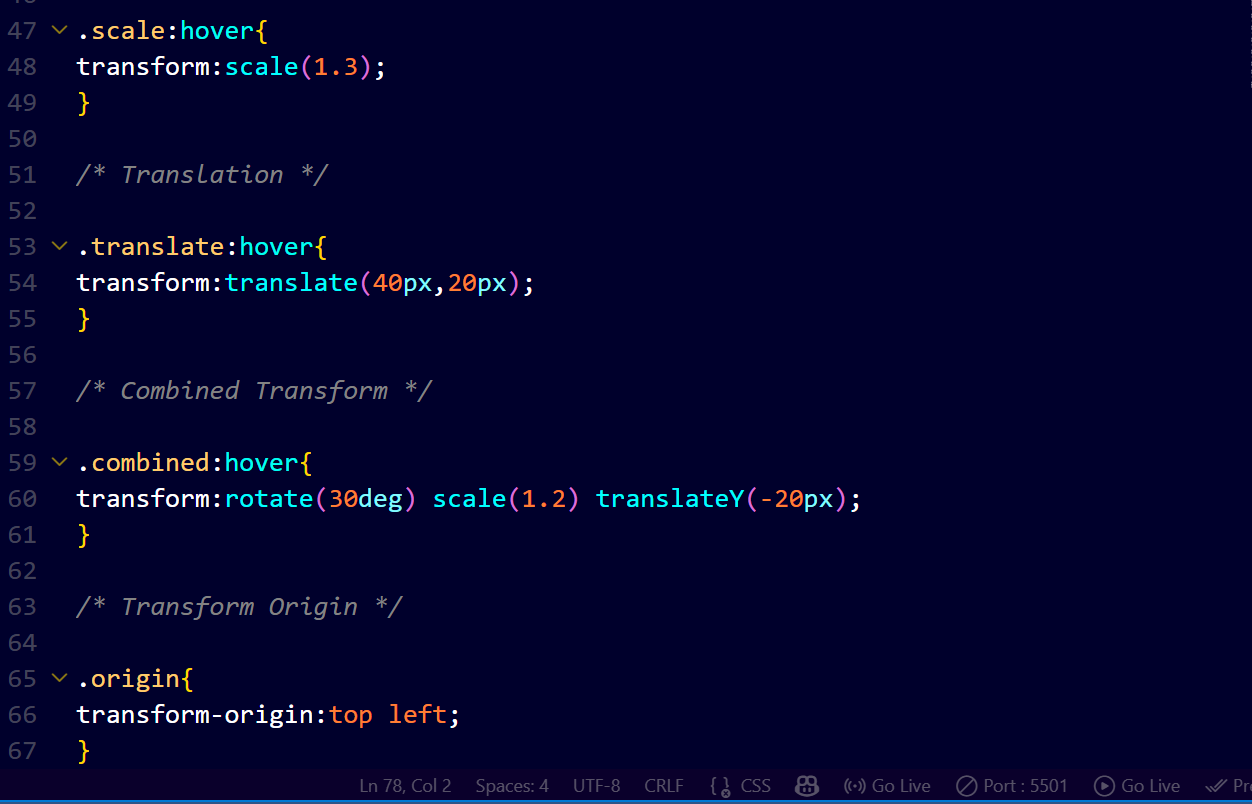 47 .scale:hover{
48 transform:scale(1.3);
49 }
50
51 /* Translation */
52
53 .translate:hover{
54 transform:translate(40px,20px);
55 }
56
57 /* Combined Transform */
58
59 .combined:hover{
60 transform:rotate(30deg) scale(1.2) translateY(-20px);
61 }
62
63 /* Transform Origin */
64
65 .origin{
66 transform-origin:top left;
67 }
Ln 78, Col 2 Spaces: 4 UTF-8 CRLF CSS Go Live Port : 5501 Go Live